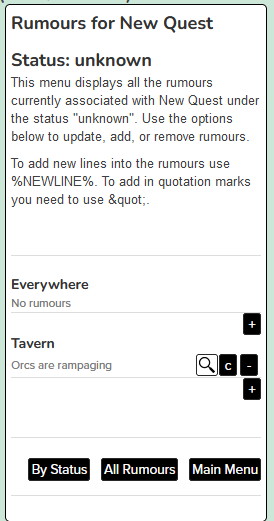 Rumours for New Quest
Status: unknown
This menu displays all the rumours
currently associated with New Quest under
the status "unknown". Use the options
below to update, add, or remove rumours.
To add new lines into the rumours use
%NEWLINE%. To add in quotation marks
you need to use &quot;.
Everywhere
No rumours
+
Tavern
Orcs are rampaging c -
+
By Status All Rumours Main Menu